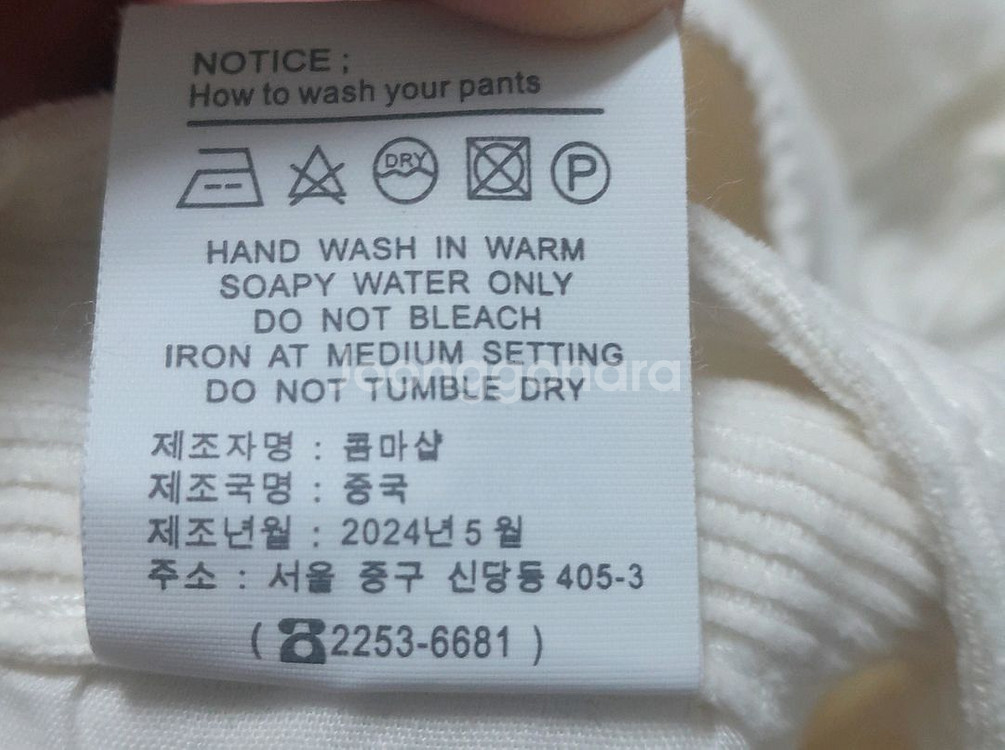 NOTICE ;
How to wash your pants
DRY
P
HAND WASH IN WARM
SOAPY WATER ONLY
DO NOT BLEACH
IRON AT MEDIUM SETTING
DO NOT TUMBLE DRY
joonggonara
제조자명 : 콤마샵
제조국명 : 중국
제조년월 : 2024년 5 월
주소 : 서울 중구 신당동 405-3
( ☎2253-6681 )